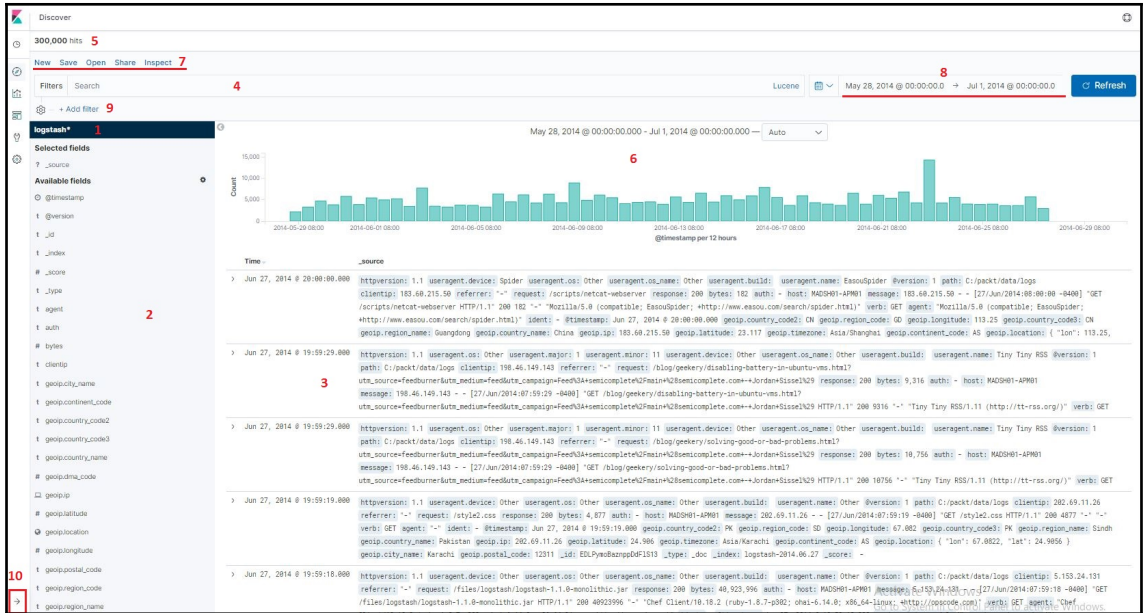 Discover
300,000 hits 5
New Save Open Share Inspect 7
8
Filters Search 4 Lucene May 28, 2014 @ 00:00:00.0 → Jul 1, 2014 @ 00:00:00.0 Refresh
+ Add filter 9
logstash* 1
Selected fields
? _source
Available fields
@timestamp
t @version
t _id
t _index
# _score
t _type
t agent
2
t auth
# bytes
t clientip
t geoip.city_name
t geoip.continent_code
t geoip.country_code2
t geoip.country_code3
t geoip.country_name
# geoip.dma_code
geoip.ip
# geoip.latitude
geoip.location
# geoip.longitude
t geoip.postal_code
10
t geoip.region_code
t geoip.region_name
May 28, 2014 @ 00:00:00.000 - Jul 1, 2014 @ 00:00:00.000 — Auto
6
Count
15,000
10,000
5,000
0
2014-05-29 08:00 2014-06-01 08:00 2014-06-05 08:00 2014-06-09 08:00 2014-06-13 08:00 2014-06-17 08:00 2014-06-21 08:00 2014-06-25 08:00 2014-06-29 08:00
@timestamp per 12 hours
Time _source
Jun 27, 2014 @ 20:00:00.000 httpversion: 1.1 useragent.device: Spider useragent.os: Other useragent.os_name: Other useragent.build: useragent.name: EasouSpider @version: 1 path: C:/packt/data/logs
clientip: 183.60.215.50 referrer: "-" request: /scripts/netcat-webserver response: 200 bytes: 182 auth: - host: MADSH01-APM01 message: 183.60.215.50 - - [27/Jun/2014:08:00:00 -0400] "GET
/scripts/netcat-webserver HTTP/1.1" 200 182 "-" "Mozilla/5.0 (compatible; EasouSpider; +http://www.easou.com/search/spider.html)" verb: GET agent: "Mozilla/5.0 (compatible; EasouSpider;
+http://www.easou.com/search/spider.html)" ident: - @timestamp: Jun 27, 2014 @ 20:00:00.000 geoip.country_code2: CN geoip.region_code: GD geoip.longitude: 113.25 geoip.country_code3: CN
geoip.region_name: Guangdong geoip.country_name: China geoip.ip: 183.60.215.50 geoip.latitude: 23.117 geoip.timezone: Asia/Shanghai geoip.continent_code: AS geoip.location: { "lon": 113.25,
Jun 27, 2014 @ 19:59:29.000 httpversion: 1.1 useragent.os: Other useragent.major: 1 useragent.minor: 11 useragent.device: Other useragent.os_name: Other useragent.build: useragent.name: Tiny Tiny RSS @version: 1
path: C:/packt/data/logs clientip: 198.46.149.143 referrer: "-" request: /blog/geekery/disabling-battery-in-ubuntu-vms.html?
3
utm_source=feedburner&utm_medium=feed&utm_campaign=Feed%3A+semicomplete%2Fmain+%28semicomplete.com+-+Jordan+Sissel%29 response: 200 bytes: 9,316 auth: - host: MADSH01-APM01
message: 198.46.149.143 - - [27/Jun/2014:07:59:29 -0400] "GET /blog/geekery/disabling-battery-in-ubuntu-vms.html?
utm_source=feedburner&utm_medium=feed&utm_campaign=Feed%3A+semicomplete%2Fmain+%28semicomplete.com+-+Jordan+Sissel%29 HTTP/1.1" 200 9316 "-" "Tiny Tiny RSS/1.11 (http://tt-rss.org/)" verb: GET
Jun 27, 2014 @ 19:59:29.000 httpversion: 1.1 useragent.os: Other useragent.major: 1 useragent.minor: 11 useragent.device: Other useragent.os_name: Other useragent.build: useragent.name: Tiny Tiny RSS @version: 1
path: C:/packt/data/logs clientip: 198.46.149.143 referrer: "-" request: /blog/geekery/solving-good-or-bad-problems.html?
utm_source=feedburner&utm_medium=feed&utm_campaign=Feed%3A+semicomplete%2Fmain+%28semicomplete.com+-+Jordan+Sissel%29 response: 200 bytes: 10,756 auth: - host: MADSH01-APM01
message: 198.46.149.143 - - [27/Jun/2014:07:59:29 -0400] "GET /blog/geekery/solving-good-or-bad-problems.html?
utm_source=feedburner&utm_medium=feed&utm_campaign=Feed%3A+semicomplete%2Fmain+%28semicomplete.com+-+Jordan+Sissel%29 HTTP/1.1" 200 10756 "-" "Tiny Tiny RSS/1.11 (http://tt-rss.org/)" verb: GET
Jun 27, 2014 @ 19:59:19.000 httpversion: 1.1 useragent.device: Other useragent.os: Other useragent.os_name: Other useragent.build: useragent.name: Other @version: 1 path: C:/packt/data/logs clientip: 202.69.11.26
referrer: "-" request: /style2.css response: 200 bytes: 4,877 auth: - host: MADSH01-APM01 message: 202.69.11.26 - - [27/Jun/2014:07:59:19 -0400] "GET /style2.css HTTP/1.1" 200 4877 "-" "-"
verb: GET agent: "-" ident: - @timestamp: Jun 27, 2014 @ 19:59:19.000 geoip.country_code2: PK geoip.region_code: SD geoip.longitude: 67.082 geoip.country_code3: PK geoip.region_name: Sindh
geoip.country_name: Pakistan geoip.ip: 202.69.11.26 geoip.latitude: 24.906 geoip.timezone: Asia/Karachi geoip.continent_code: AS geoip.location: { "lon": 67.0822, "lat": 24.9056 }
geoip.city_name: Karachi geoip.postal_code: 12311 _id: EDLPymoBaznppDdFlS13 _type: _doc _index: logstash-2014.06.27 _score: -
Jun 27, 2014 @ 19:59:18.000 httpversion: 1.1 useragent.device: Other useragent.os: Other useragent.os_name: Other useragent.build: useragent.name: Other @version: 1 path: C:/packt/data/logs clientip: 5.153.24.131
referrer: "-" request: /files/logstash/logstash-1.1.0-monolithic.jar response: 200 bytes: 40,923,996 auth: - host: MADSH01-APM01 message: 5.153.24.131 - - [27/Jun/2014:07:59:18 -0400] "GET
Activate Windows
/files/logstash/logstash-1.1.0-monolithic.jar HTTP/1.1" 200 40923996 "-" "Chef Client/10.18.2 (ruby-1.8.7-p302; ohai-6.14.0; x86_64-linux; +http://opscode.com)" verb: GET agent: "Chef
Go to System in Control Panel to activate Windows.